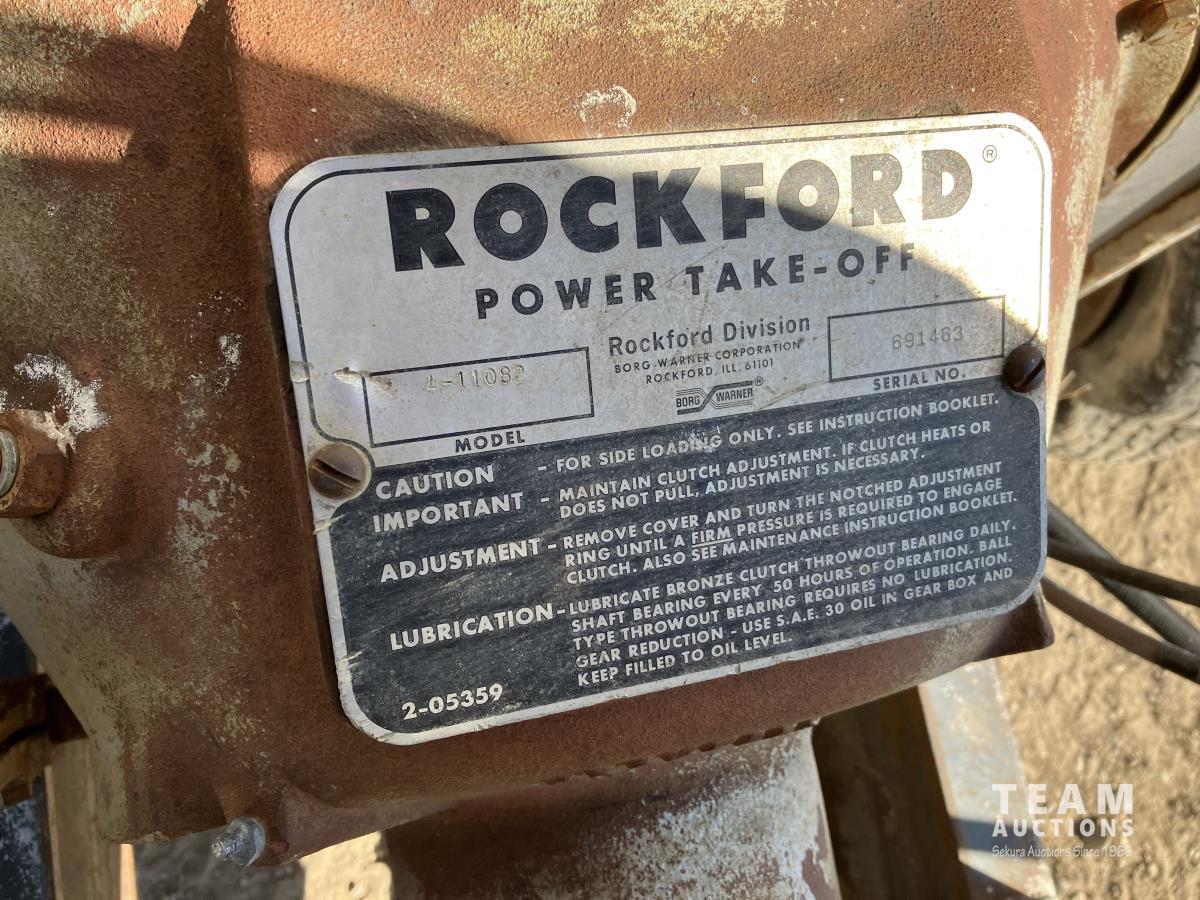 ROCKFORD®
POWER TAKE-OFF
Rockford Division
BORG-WARNER CORPORATION
ROCKFORD, ILL. 61101
BORG WARNER®
4-11082
MODEL
691463
SERIAL NO.
CAUTION - FOR SIDE LOADING ONLY. SEE INSTRUCTION BOOKLET.
IMPORTANT - MAINTAIN CLUTCH ADJUSTMENT. IF CLUTCH HEATS OR
DOES NOT PULL, ADJUSTMENT IS NECESSARY.
ADJUSTMENT - REMOVE COVER AND TURN THE NOTCHED ADJUSTMENT
RING UNTIL A FIRM PRESSURE IS REQUIRED TO ENGAGE
CLUTCH. ALSO SEE MAINTENANCE INSTRUCTION BOOKLET.
LUBRICATION - LUBRICATE BRONZE CLUTCH THROWOUT BEARING DAILY.
SHAFT BEARING EVERY 50 HOURS OF OPERATION. BALL
TYPE THROWOUT BEARING REQUIRES NO LUBRICATION.
GEAR REDUCTION - USE S.A.E. 30 OIL IN GEAR BOX AND
KEEP FILLED TO OIL LEVEL.
2-05359
TEAM
AUCTIONS
Sekura Auctions Since 1966